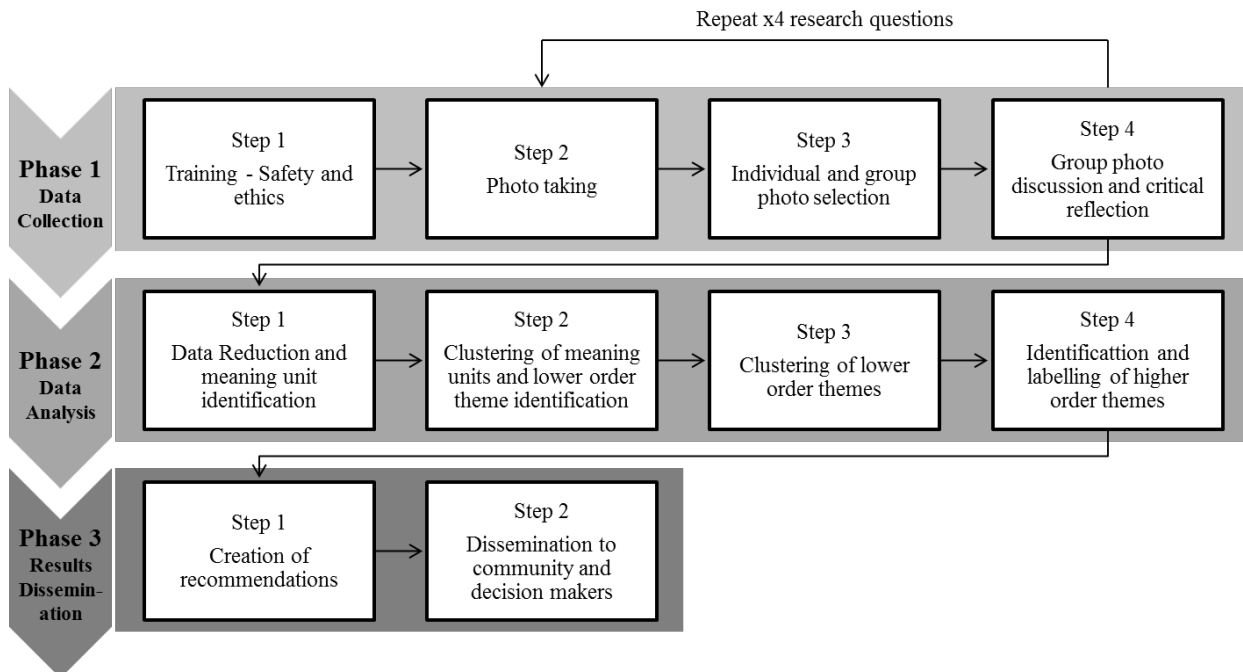 Repeat x4 research questions
Phase 1
Data
Collection
Step 1
Training - Safety and
ethics
Step 2
Photo taking
Step 3
Individual and group
photo selection
Step 4
Group photo
discussion and critical
reflection
Phase 2
Data
Analysis
Step 1
Data Reduction and
meaning unit
identification
Step 2
Clustering of meaning
units and lower order
theme identification
Step 3
Clustering of lower
order themes
Step 4
Identificattion and
labelling of higher
order themes
Phase 3
Results
Dissemin-
ation
Step 1
Creation of
recommendations
Step 2
Dissemination to
community and
decision makers